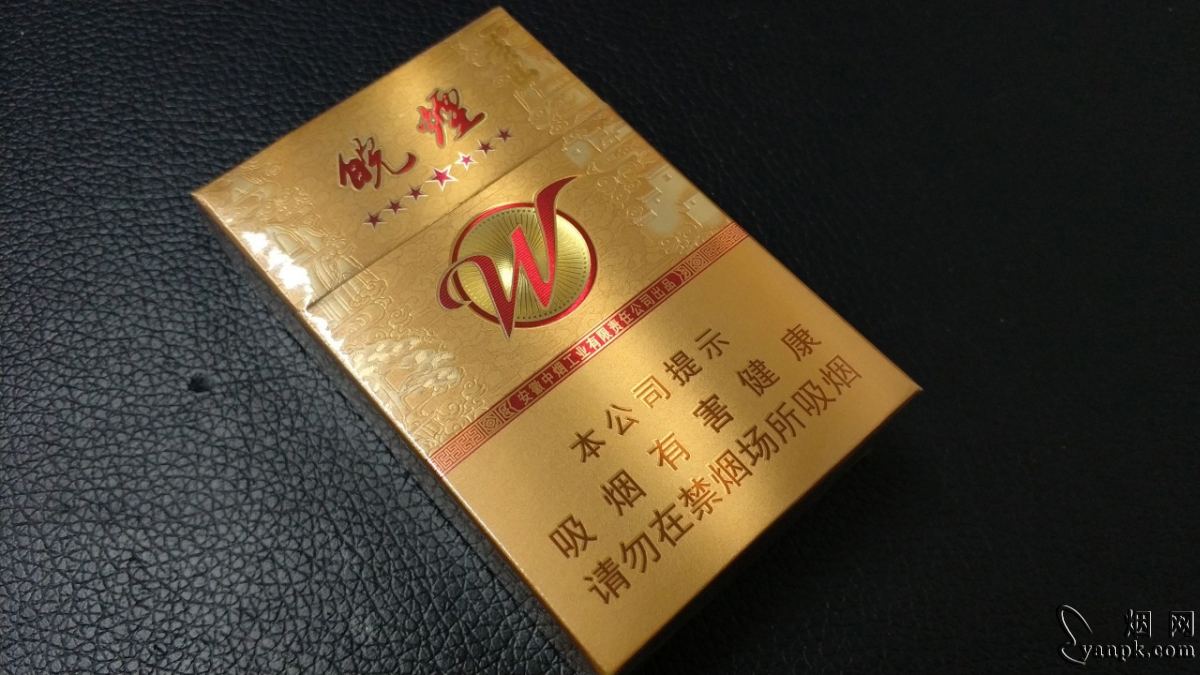 皖煙
W
安徽中烟工业有限责任公司出品
本公司提示
吸烟有害健康
请勿在禁烟场所吸烟
烟网
yanpk.com